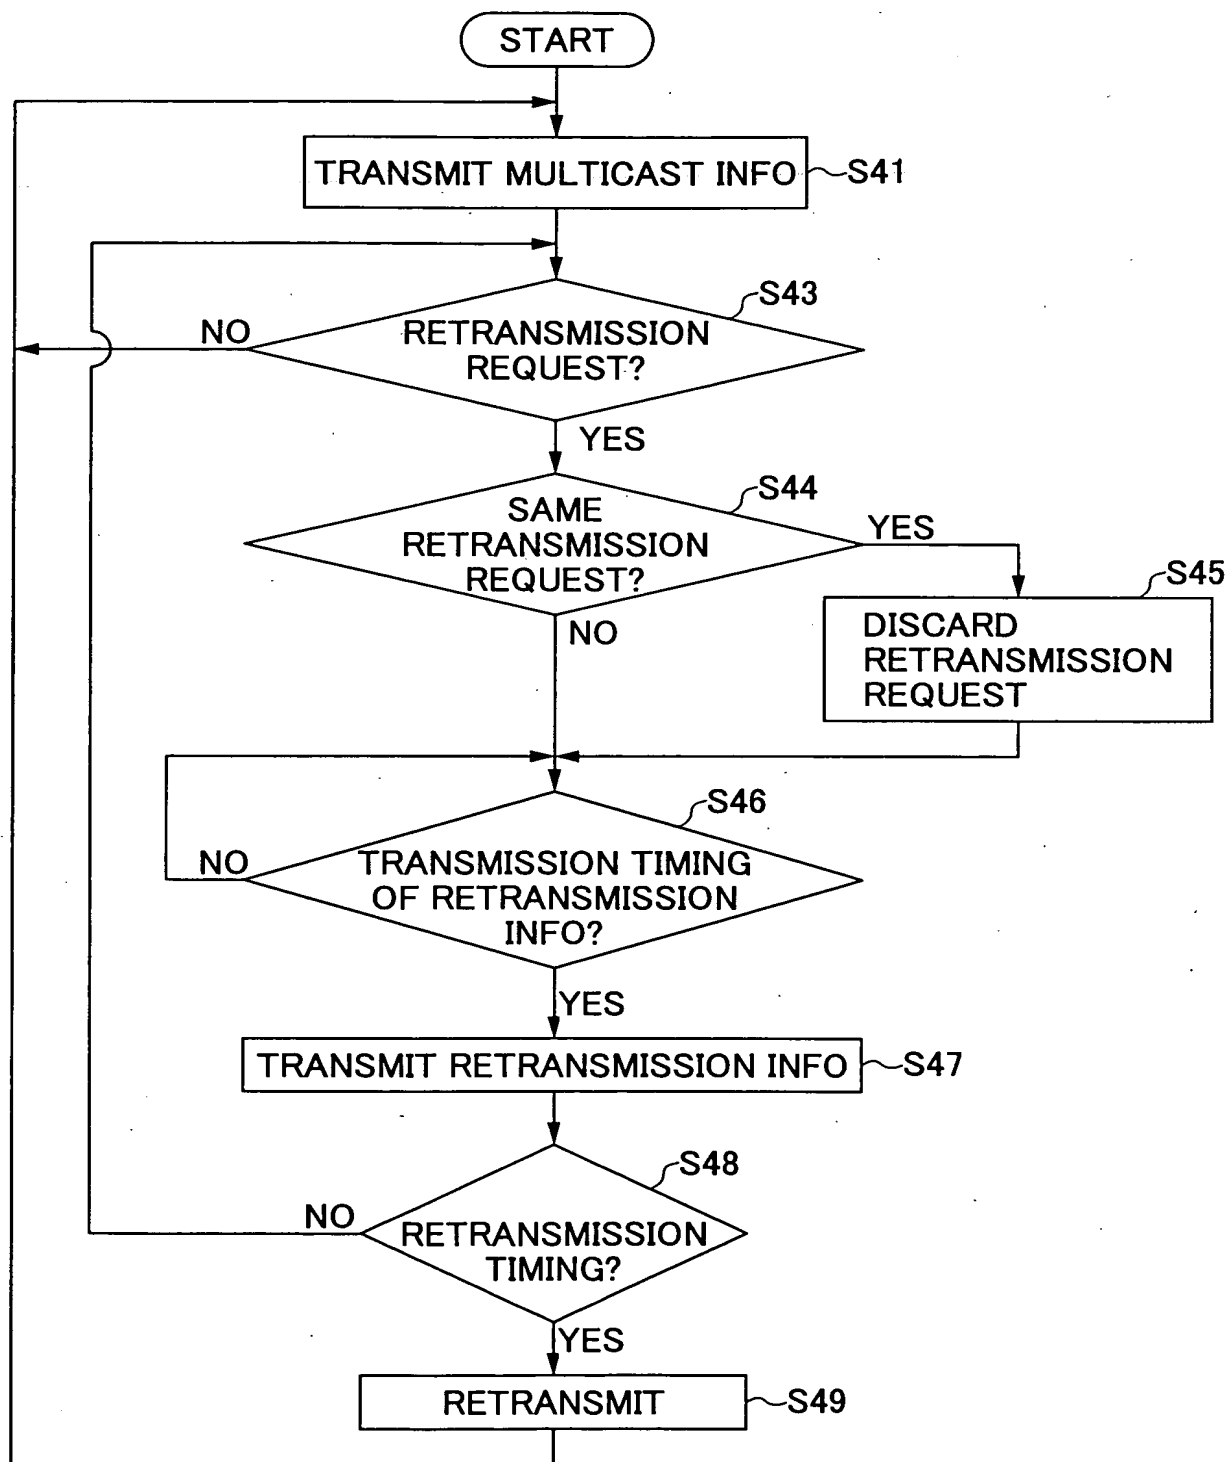 START
TRANSMIT MULTICAST INFO
S41
S43
NO
RETRANSMISSION
REQUEST?
YES
S44
SAME
RETRANSMISSION
REQUEST?
YES
S45
NO
DISCARD
RETRANSMISSION
REQUEST
S46
NO
TRANSMISSION TIMING
OF RETRANSMISSION
INFO?
YES
TRANSMIT RETRANSMISSION INFO
S47
S48
NO
RETRANSMISSION
TIMING?
YES
RETRANSMIT
S49